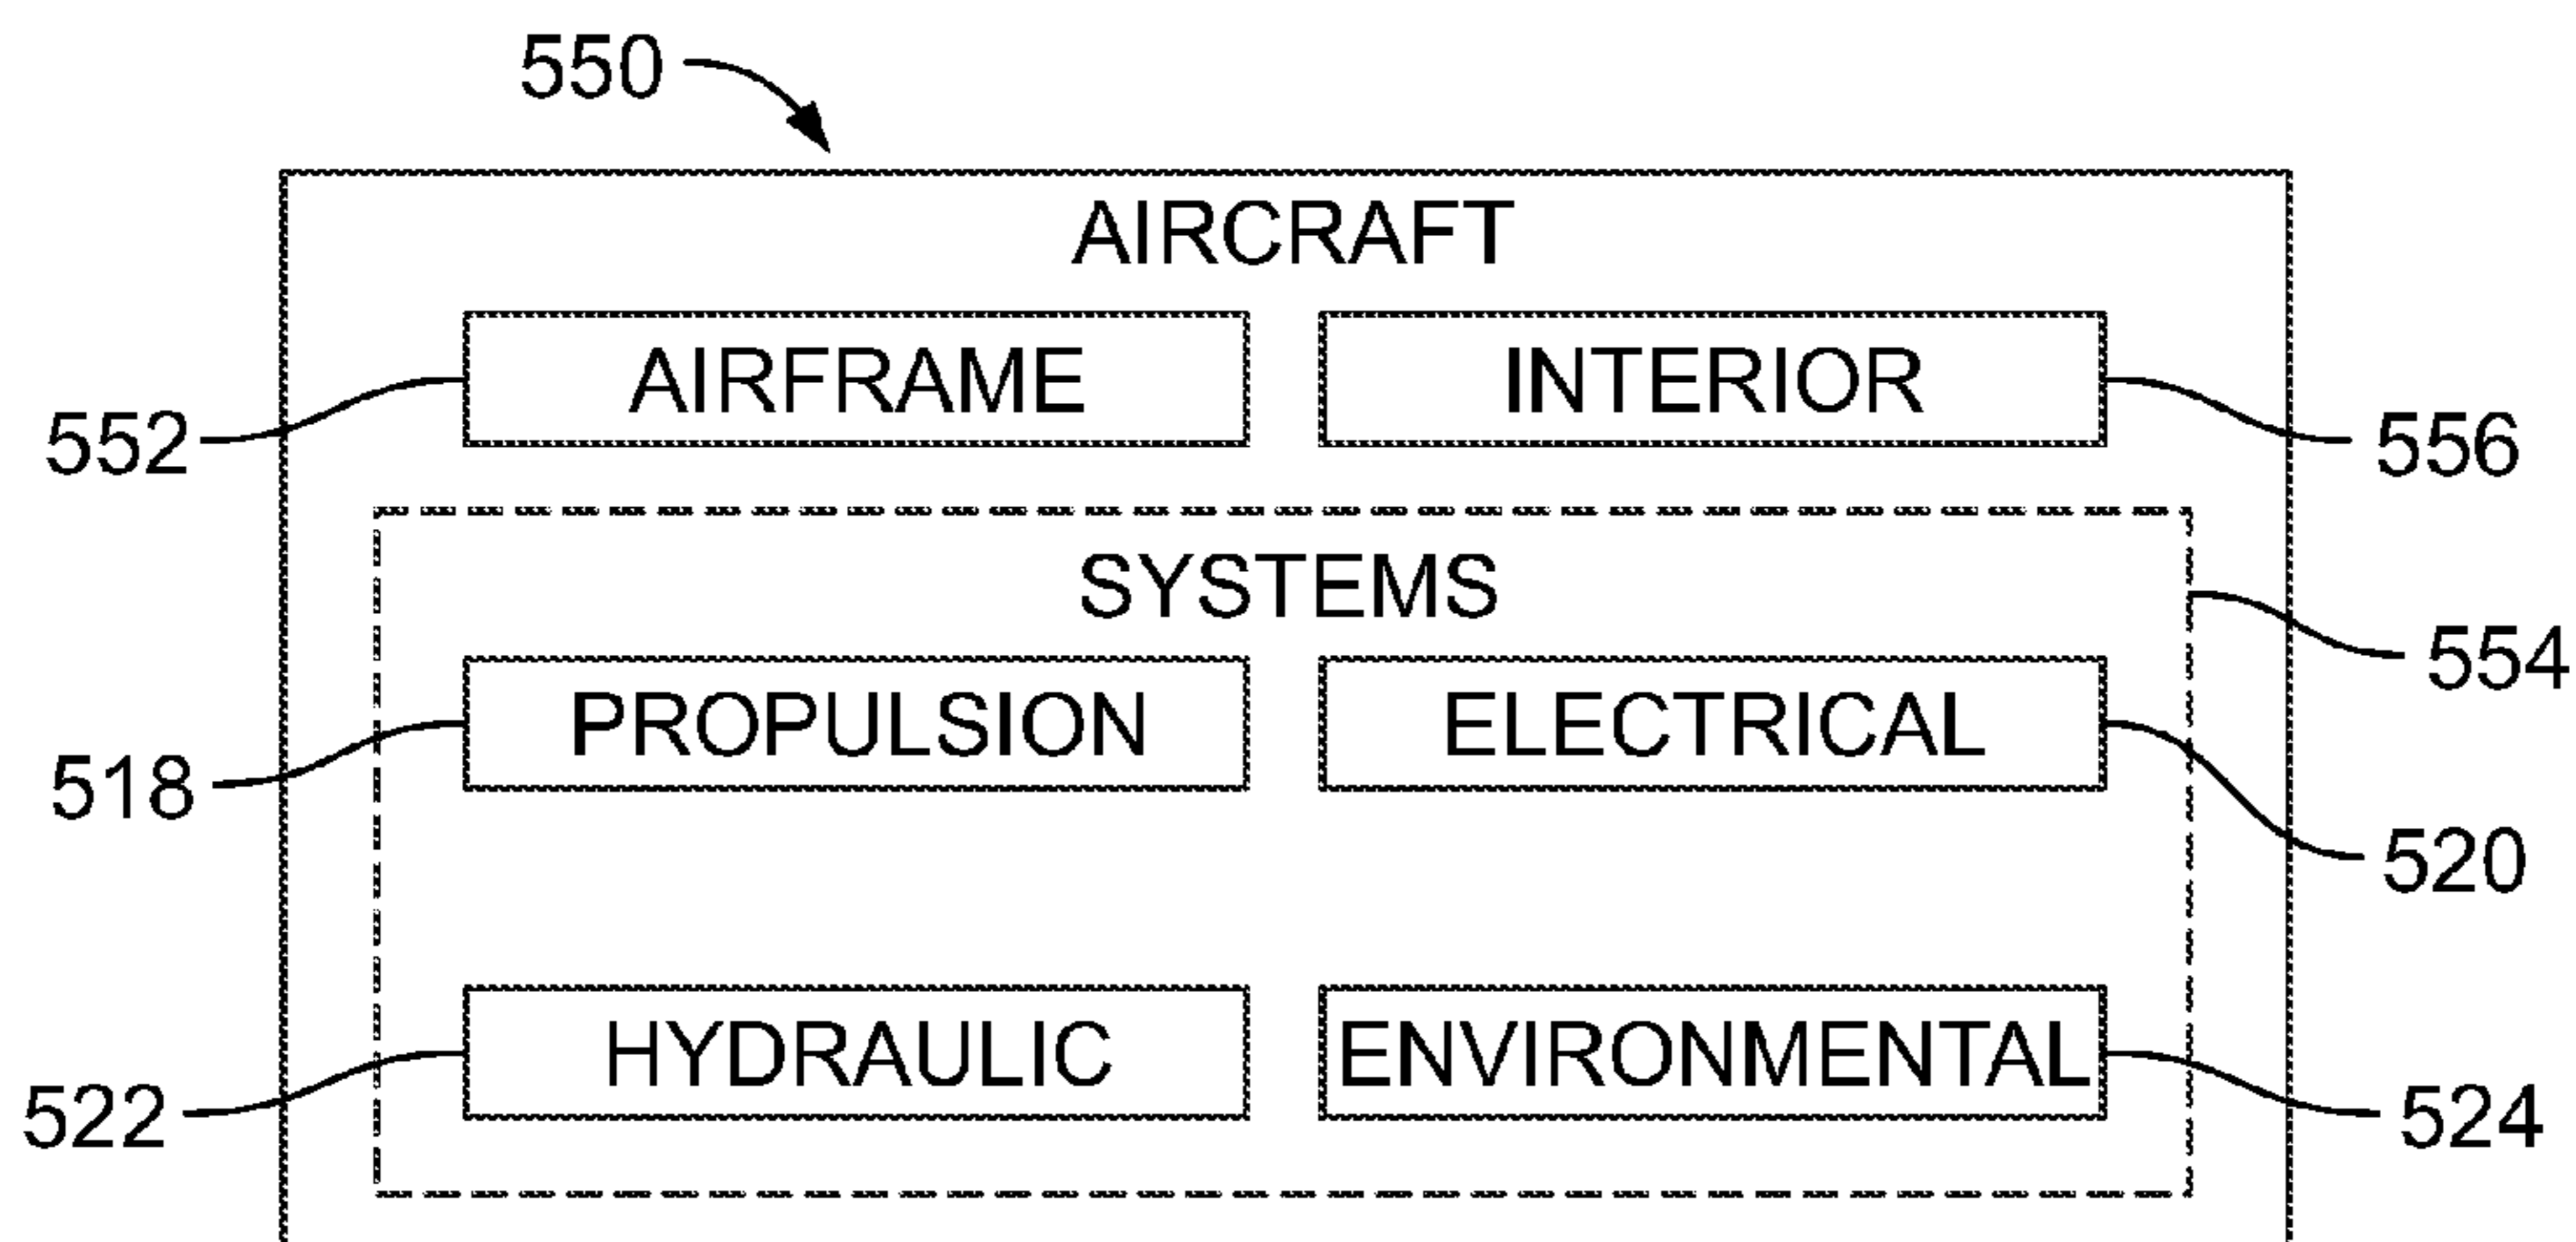 550
AIRCRAFT
AIRFRAME
INTERIOR
552
556
SYSTEMS
554
PROPULSION
ELECTRICAL
518
520
HYDRAULIC
ENVIRONMENTAL
522
524